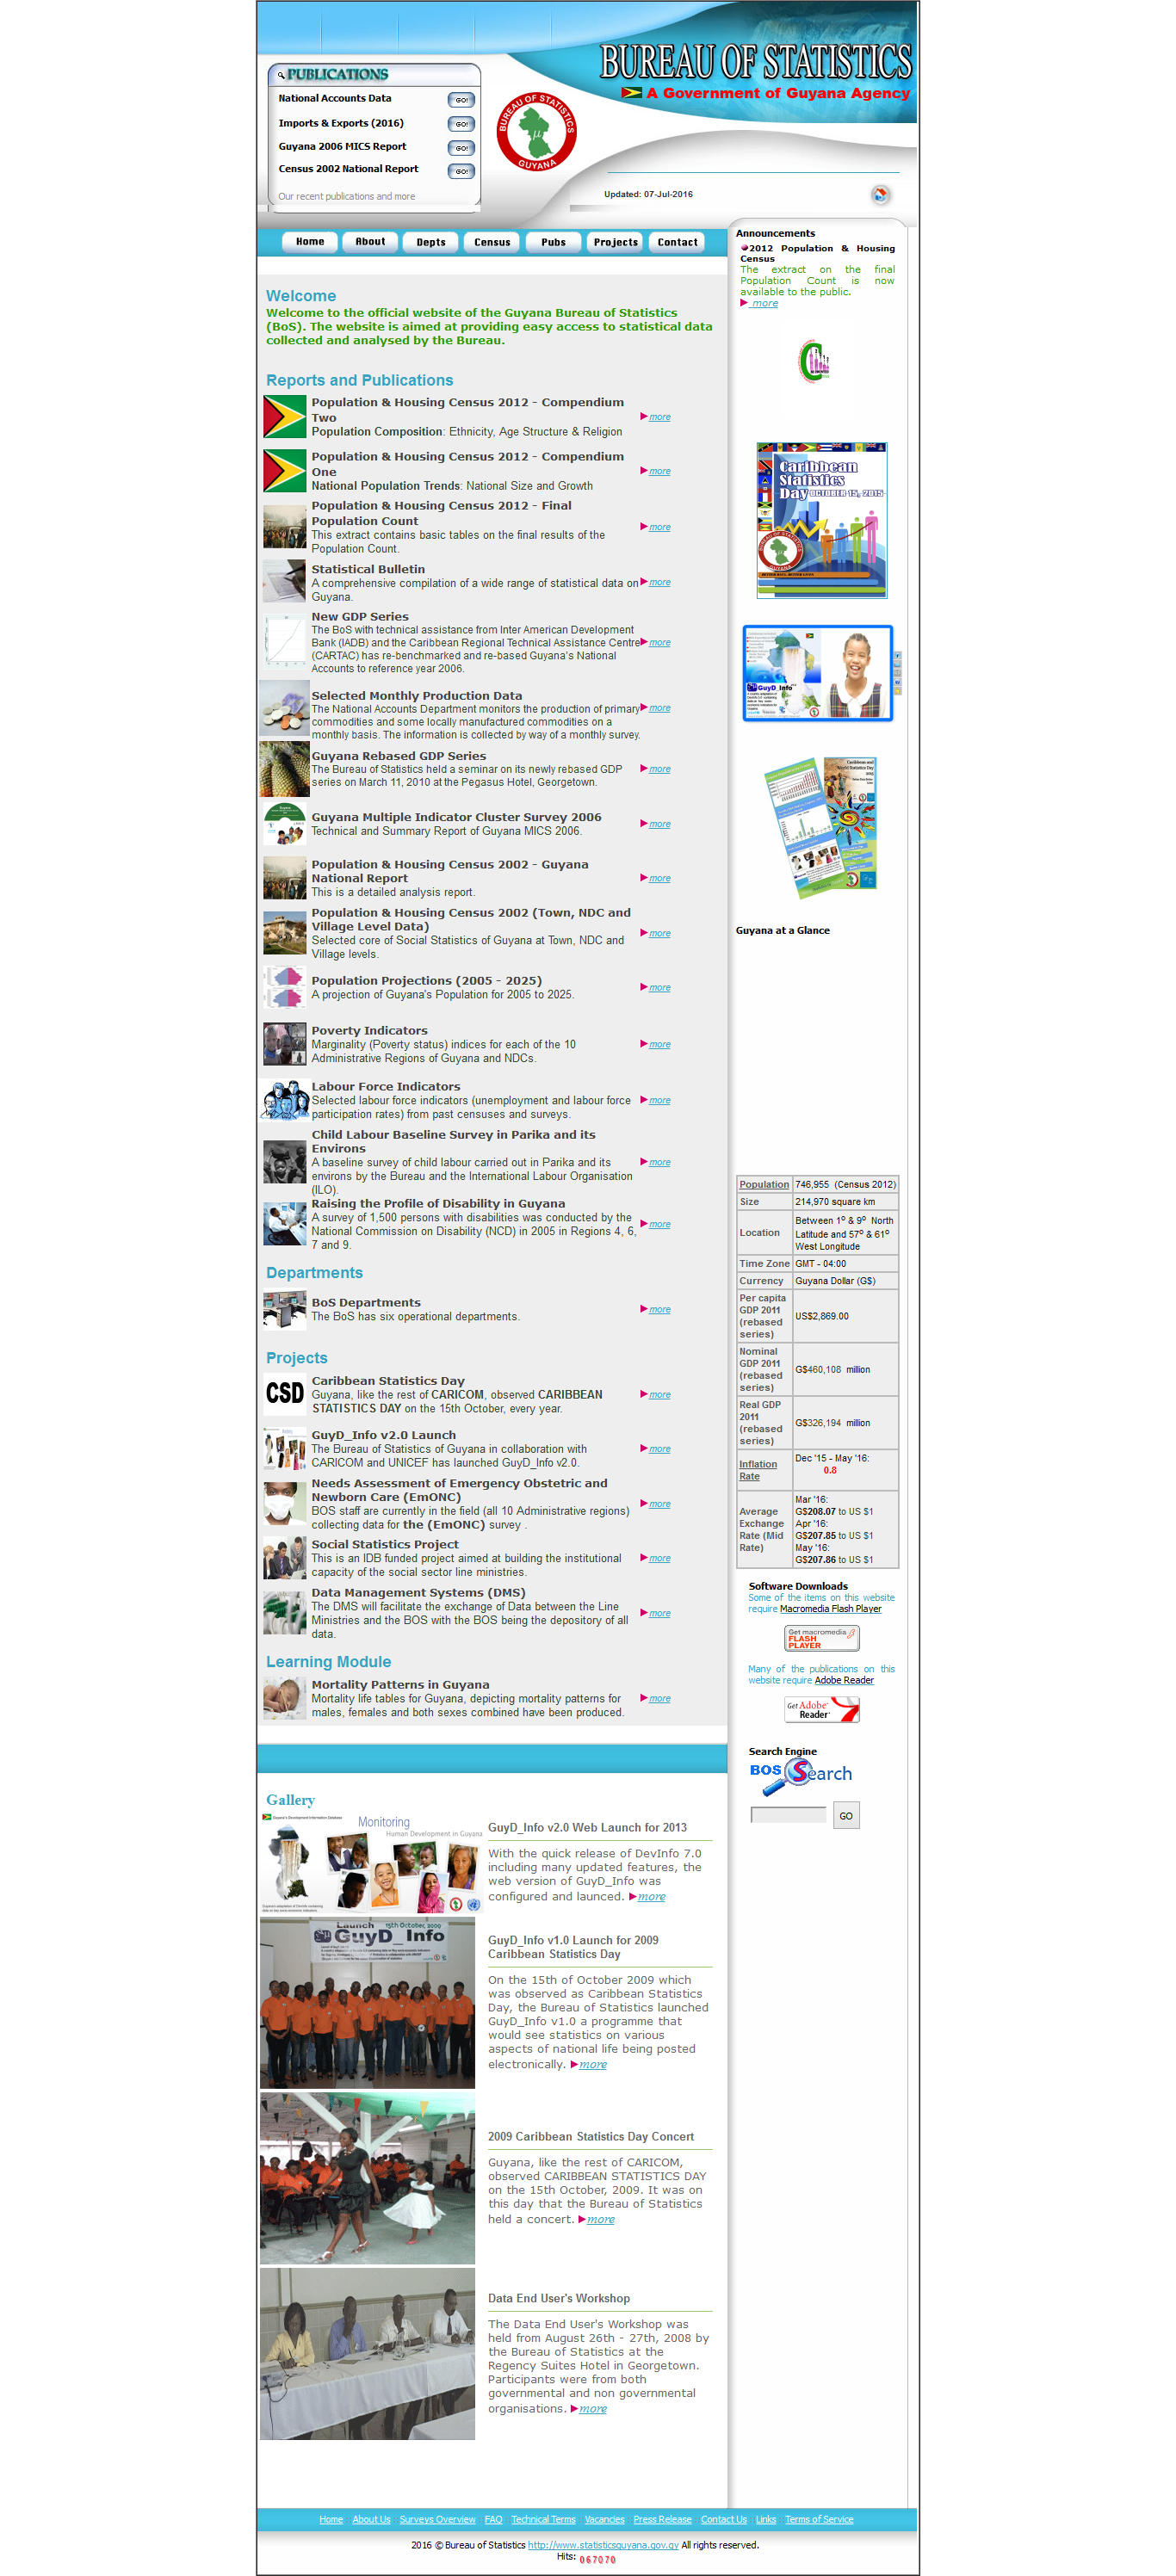 BUREAU OF STATISTICS
A Government of Guyana Agency
PUBLICATIONS
National Accounts Data
GO!
Imports & Exports (2016)
GO!
Guyana 2006 MICS Report
GO!
Census 2002 National Report
GO!
Our recent publications and more
BUREAU OF STATISTICS
GUYANA
Updated: 07-Jul-2016
Home About Depts Census Pubs Projects Contact
Welcome
Welcome to the official website of the Guyana Bureau of Statistics
(BoS). The website is aimed at providing easy access to statistical data
collected and analysed by the Bureau.
Reports and Publications
Population & Housing Census 2012 - Compendium
Two
Population Composition: Ethnicity, Age Structure & Religion
more
Population & Housing Census 2012 - Compendium
One
National Population Trends: National Size and Growth
more
Population & Housing Census 2012 - Final
Population Count
This extract contains basic tables on the final results of the
Population Count.
more
Statistical Bulletin
A comprehensive compilation of a wide range of statistical data on
Guyana.
more
New GDP Series
The BoS with technical assistance from Inter American Development
Bank (IADB) and the Caribbean Regional Technical Assistance Centre
(CARTAC) has re-benchmarked and re-based Guyana's National
Accounts to reference year 2006.
more
Selected Monthly Production Data
The National Accounts Department monitors the production of primary
commodities and some locally manufactured commodities on a
monthly basis. The information is collected by way of a monthly survey.
more
Guyana Rebased GDP Series
The Bureau of Statistics held a seminar on its newly rebased GDP
series on March 11, 2010 at the Pegasus Hotel, Georgetown.
more
Guyana Multiple Indicator Cluster Survey 2006
Technical and Summary Report of Guyana MICS 2006.
more
Population & Housing Census 2002 - Guyana
National Report
This is a detailed analysis report.
more
Population & Housing Census 2002 (Town, NDC and
Village Level Data)
Selected core of Social Statistics of Guyana at Town, NDC and
Village levels.
more
Population Projections (2005 - 2025)
A projection of Guyana's Population for 2005 to 2025.
more
Poverty Indicators
Marginality (Poverty status) indices for each of the 10
Administrative Regions of Guyana and NDCs.
more
Labour Force Indicators
Selected labour force indicators (unemployment and labour force
participation rates) from past censuses and surveys.
more
Child Labour Baseline Survey in Parika and its
Environs
A baseline survey of child labour carried out in Parika and its
environs by the Bureau and the International Labour Organisation
(ILO).
more
Raising the Profile of Disability in Guyana
A survey of 1,500 persons with disabilities was conducted by the
National Commission on Disability (NCD) in 2005 in Regions 4, 6,
7 and 9.
more
Departments
BoS Departments
The BoS has six operational departments.
more
Projects
CSD
Caribbean Statistics Day
Guyana, like the rest of CARICOM, observed CARIBBEAN
STATISTICS DAY on the 15th October, every year.
more
GuyD_Info v2.0 Launch
The Bureau of Statistics of Guyana in collaboration with
CARICOM and UNICEF has launched GuyD_Info v2.0.
more
Needs Assessment of Emergency Obstetric and
Newborn Care (EmONC)
BOS staff are currently in the field (all 10 Administrative regions)
collecting data for the (EmONC) survey .
more
Social Statistics Project
This is an IDB funded project aimed at building the institutional
capacity of the social sector line ministries.
more
Data Management Systems (DMS)
The DMS will facilitate the exchange of Data between the Line
Ministries and the BOS with the BOS being the depository of all
data.
more
Learning Module
Mortality Patterns in Guyana
Mortality life tables for Guyana, depicting mortality patterns for
males, females and both sexes combined have been produced.
more
Announcements
2012 Population & Housing
Census
The extract on the final
Population Count is now
available to the public.
more
Caribbean
Statistics
Day OCTOBER 15, 2015
GuyD_Info
Guyana at a Glance
Population 746,955 (Census 2012)
Size 214,970 square km
Location Between 1º & 9º North
Latitude and 57º & 61º
West Longitude
Time Zone GMT - 04:00
Currency Guyana Dollar (G$)
Per capita
GDP 2011
(rebased
series)
US$2,869.00
Nominal
GDP 2011
(rebased
series)
G$460,108 million
Real GDP
2011
(rebased
series)
G$326,194 million
Inflation
Rate
Dec '15 - May '16:
0.8
Average
Exchange
Rate (Mid
Rate)
Mar '16:
G$208.07 to US $1
Apr '16:
G$207.85 to US $1
May '16:
G$207.86 to US $1
Software Downloads
Some of the items on this website
require Macromedia Flash Player
Get macromedia
FLASH
PLAYER
Many of the publications on this
website require Adobe Reader
Get Adobe
Reader
Search Engine
BOS Search
GO
Gallery
Guyana's Development Information Database
Monitoring
Human Development in Guyana
GuyD_Info v2.0 Web Launch for 2013
With the quick release of DevInfo 7.0
including many updated features, the
web version of GuyD_Info was
configured and launced. more
Launch 15th October, 2009
GuyD_Info
GuyD_Info v1.0 Launch for 2009
Caribbean Statistics Day
On the 15th of October 2009 which
was observed as Caribbean Statistics
Day, the Bureau of Statistics launched
GuyD_Info v1.0 a programme that
would see statistics on various
aspects of national life being posted
electronically. more
2009 Caribbean Statistics Day Concert
Guyana, like the rest of CARICOM,
observed CARIBBEAN STATISTICS DAY
on the 15th October, 2009. It was on
this day that the Bureau of Statistics
held a concert. more
Data End User's Workshop
The Data End User's Workshop was
held from August 26th - 27th, 2008 by
the Bureau of Statistics at the
Regency Suites Hotel in Georgetown.
Participants were from both
governmental and non governmental
organisations. more
Home About Us Surveys Overview FAQ Technical Terms Vacancies Press Release Contact Us Links Terms of Service
2016 © Bureau of Statistics http://www.statisticsguyana.gov.gy All rights reserved.
Hits: 067070